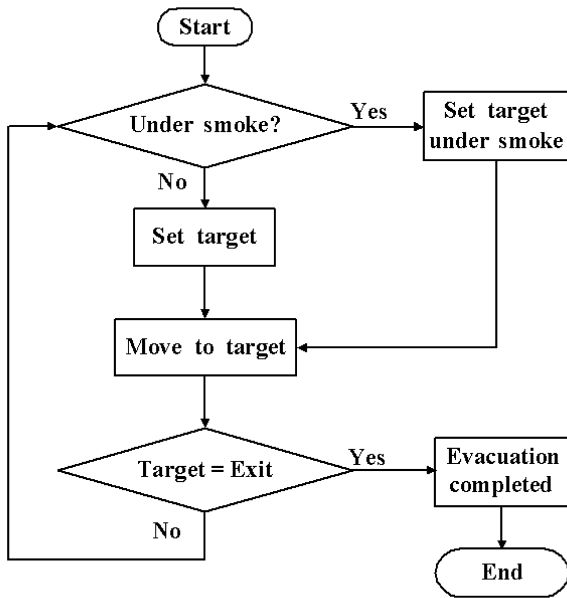 Start
Under smoke?
Yes
Set target
under smoke
No
Set target
Move to target
Target = Exit
Yes
Evacuation
completed
No
End